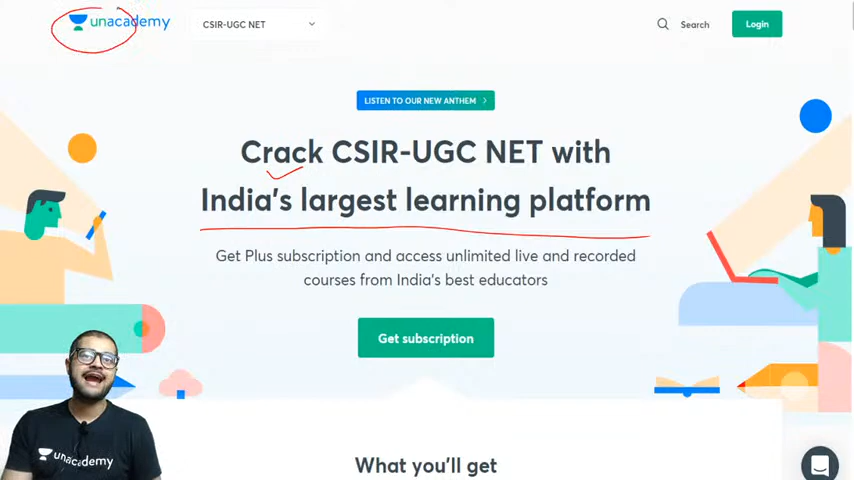 unacademy
CSIR-UGC NET
Search
Login
LISTEN TO OUR NEW ANTHEM
Crack CSIR-UGC NET with
India's largest learning platform
Get Plus subscription and access unlimited live and recorded
courses from India's best educators
Get subscription
unacademy
What you'll get